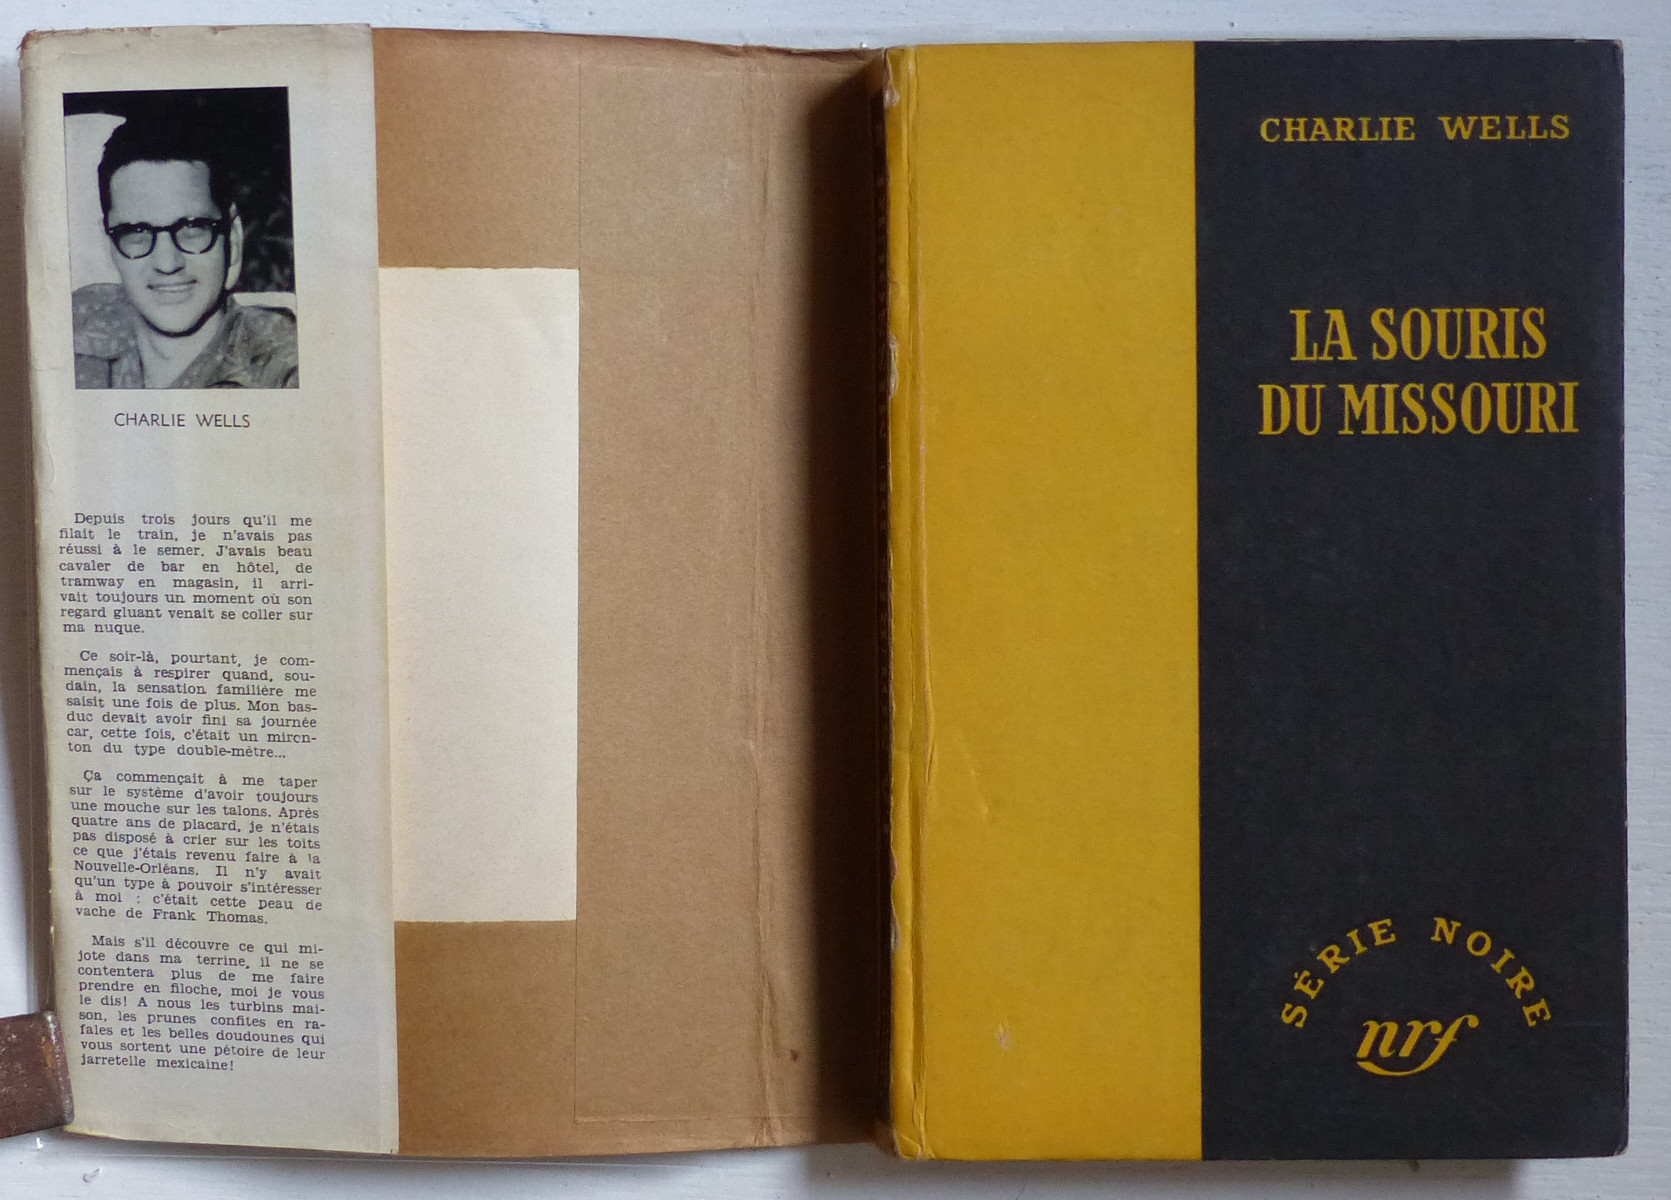 CHARLIE WELLS
Depuis trois jours qu'il me
filait le train, je n'avais pas
réussi à le semer. J'avais beau
cavaler de bar en hôtel, de
tramway en magasin, il arri-
vait toujours un moment où son
regard gluant venait se coller sur
ma nuque.
Ce soir-là, pourtant, je com-
mençais à respirer quand, sou-
dain, la sensation familière me
saisit une fois de plus. Mon bas-
duc devait avoir fini sa journée
car, cette fois, c'était un miron-
ton du type double-mètre...
Ça commençait à me taper
sur le système d'avoir toujours
une mouche sur les talons. Après
quatre ans de placard, je n'étais
pas disposé à crier sur les toits
ce que j'étais revenu faire à la
Nouvelle-Orléans. Il n'y avait
qu'un type à pouvoir s'intéresser
à moi : c'était cette peau de
vache de Frank Thomas.
Mais s'il découvre ce qui mi-
jote dans ma terrine, il ne se
contentera plus de me faire
prendre en filoche, moi je vous
le dis! A nous les turbins mai-
son, les prunes confites en ra-
fales et les belles doudounes qui
vous sortent une pétoire de leur
jarretelle mexicaine!
CHARLIE WELLS
LA SOURIS
DU MISSOURI
SÉRIE NOIRE
nrf